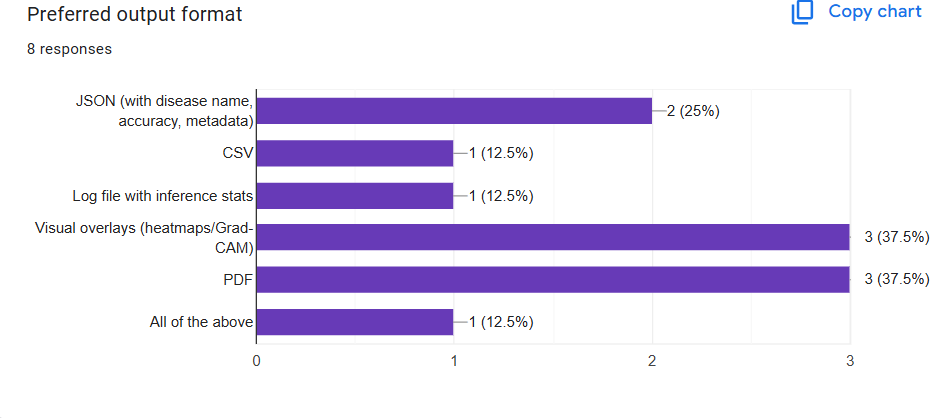 Preferred output format
Copy chart
8 responses
JSON (with disease name,
accuracy, metadata)
2 (25%)
CSV
1 (12.5%)
Log file with inference stats
1 (12.5%)
Visual overlays (heatmaps/Grad-
CAM)
3 (37.5%)
PDF
3 (37.5%)
All of the above
1 (12.5%)
0
1
2
3